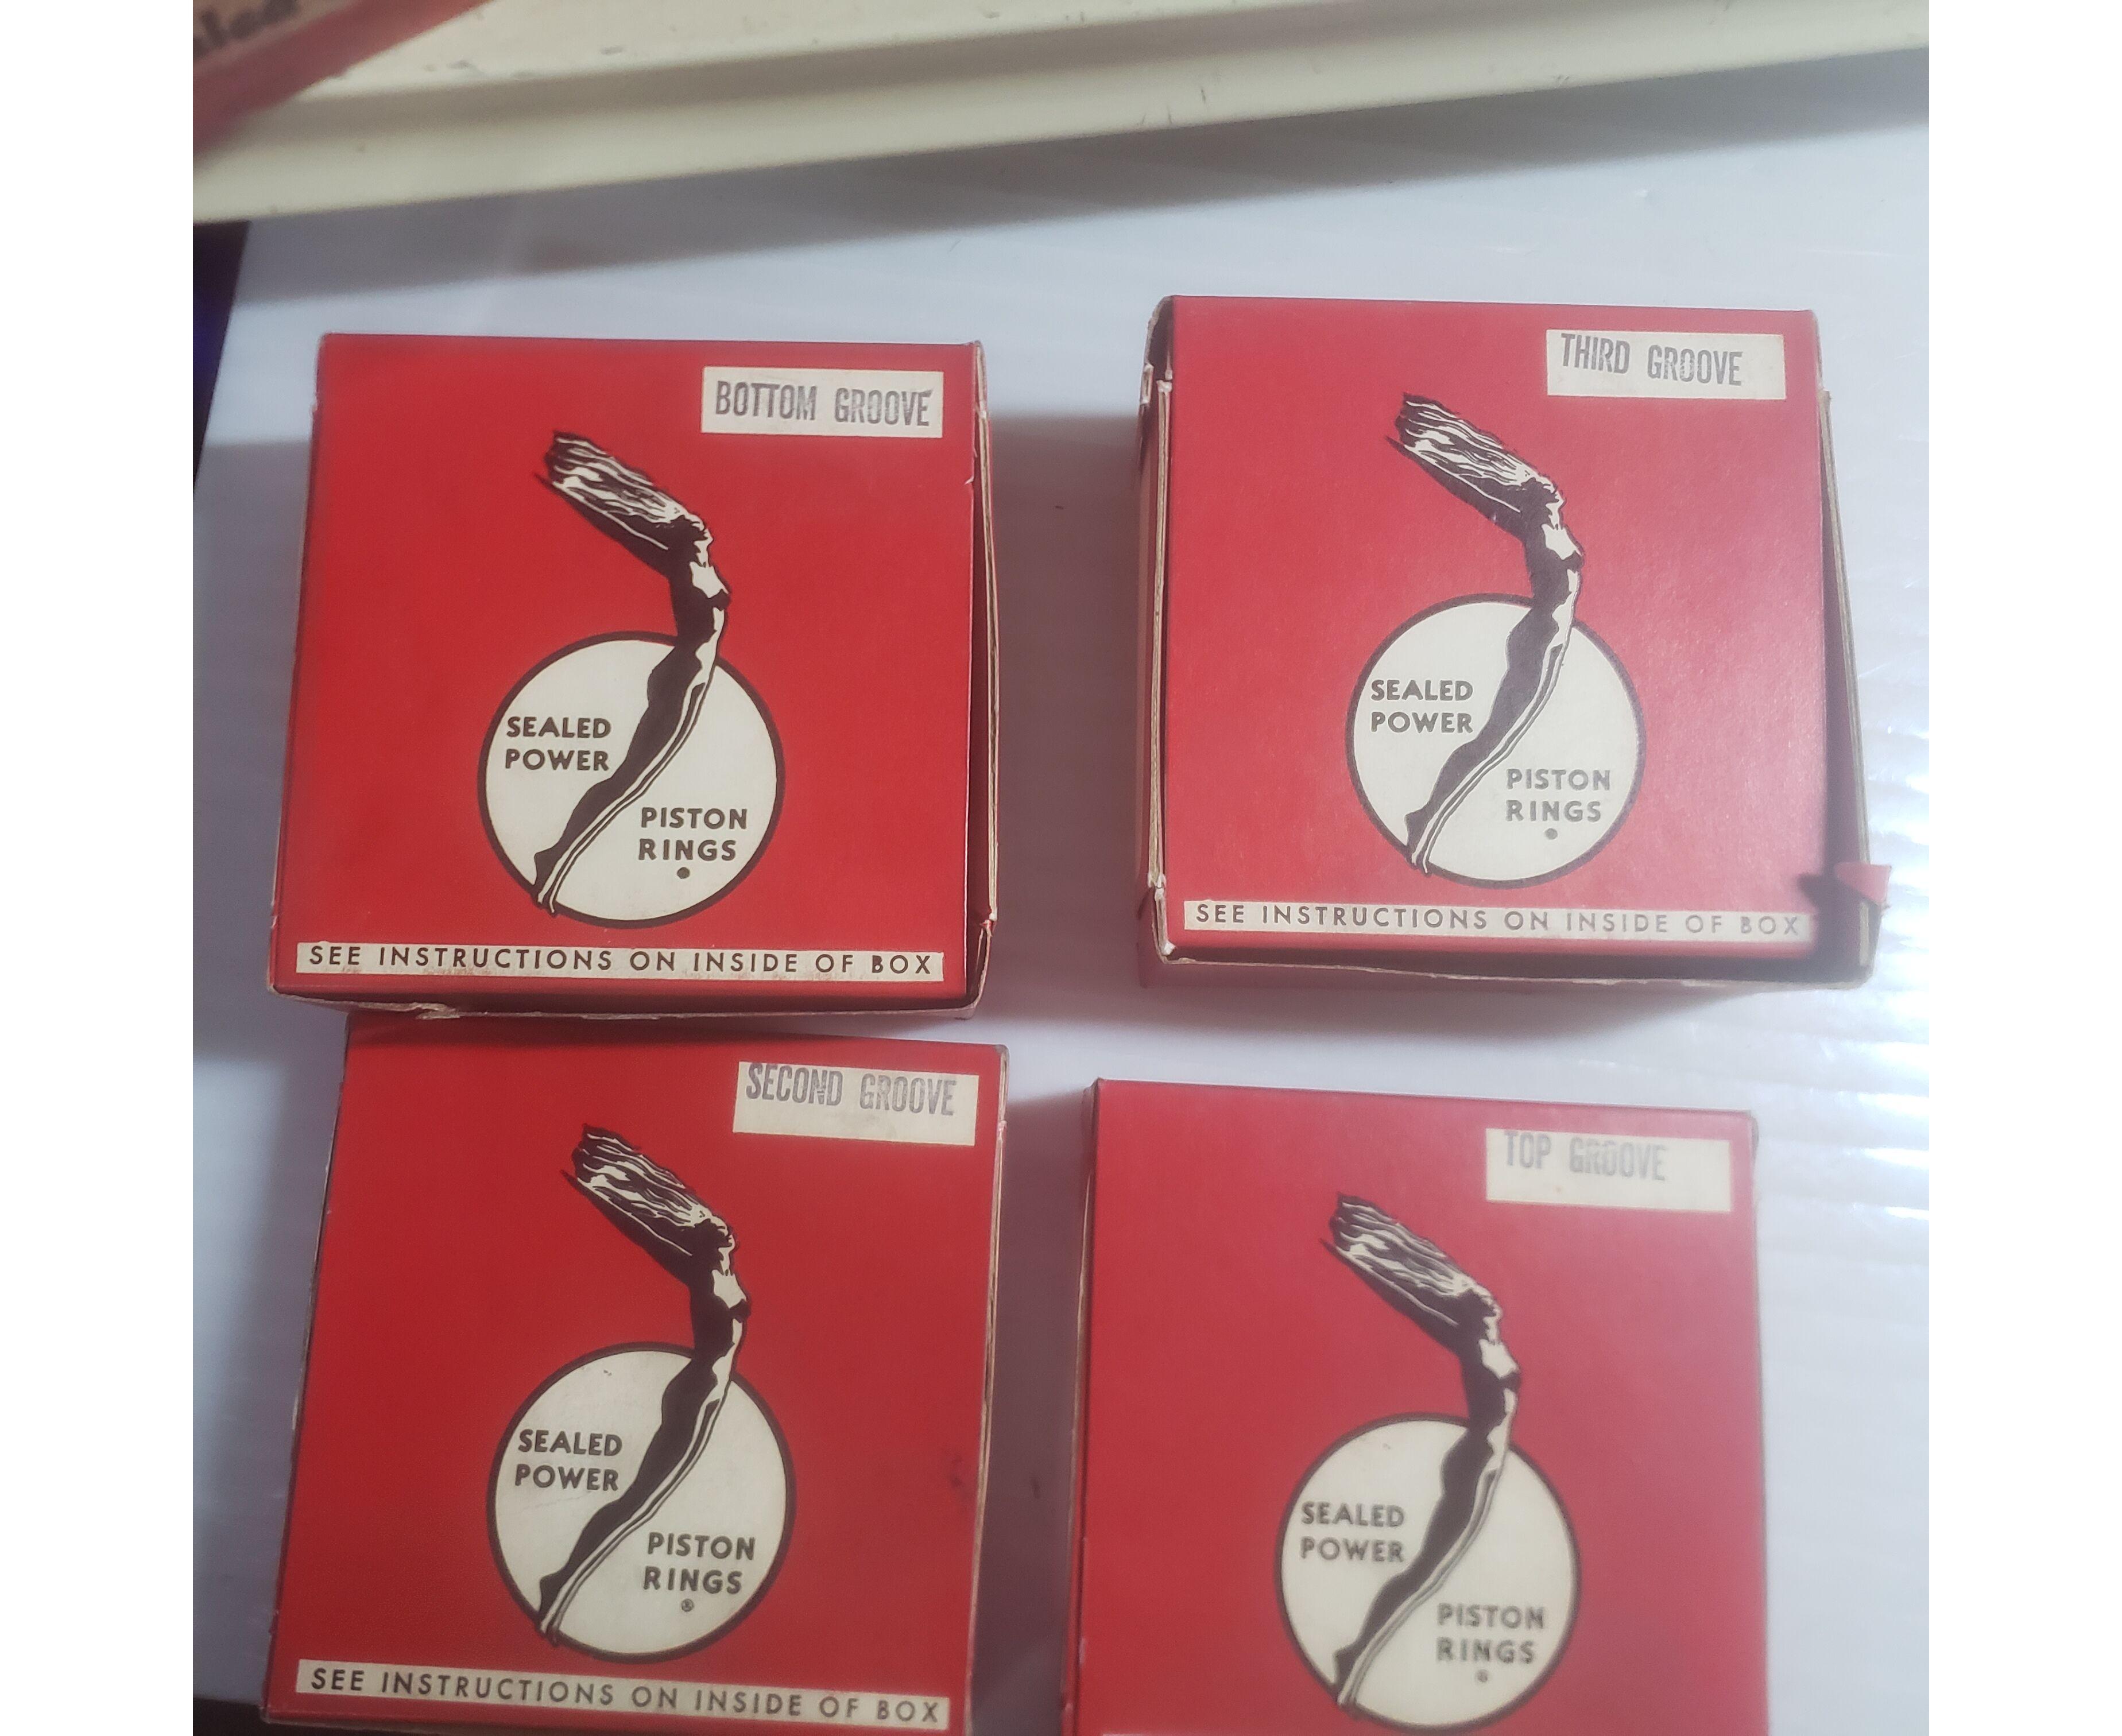 BOTTOM GROOVE
SEALED
POWER
PISTON
RINGS
SEE INSTRUCTIONS ON INSIDE OF BOX
THIRD GROOVE
SEALED
POWER
PISTON
RINGS
SEE INSTRUCTIONS ON INSIDE OF BOX
SECOND GROOVE
SEALED
POWER
PISTON
RINGS
®
SEE INSTRUCTIONS ON INSIDE OF BOX
TOP GROOVE
SEALED
POWER
PISTON
RINGS
®